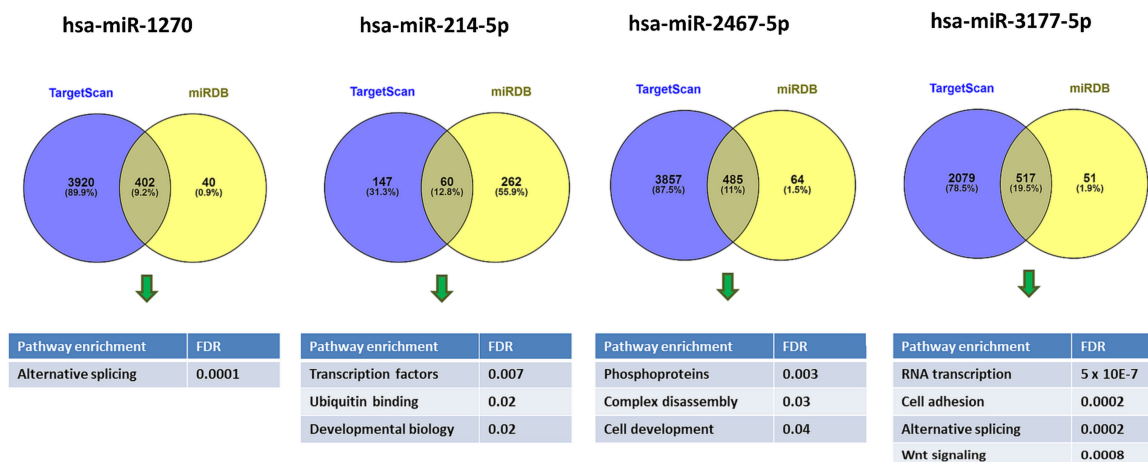 hsa-miR-1270
TargetScan
miRDB
3920
(89.9%)
402
(9.2%)
40
(0.9%)
Pathway enrichment FDR
Alternative splicing 0.0001
hsa-miR-214-5p
TargetScan
miRDB
147
(31.3%)
60
(12.8%)
262
(55.9%)
Pathway enrichment FDR
Transcription factors 0.007
Ubiquitin binding 0.02
Developmental biology 0.02
hsa-miR-2467-5p
TargetScan
miRDB
3857
(87.5%)
485
(11%)
64
(1.5%)
Pathway enrichment FDR
Phosphoproteins 0.003
Complex disassembly 0.03
Cell development 0.04
hsa-miR-3177-5p
TargetScan
miRDB
2079
(78.5%)
517
(19.5%)
51
(1.9%)
Pathway enrichment FDR
RNA transcription 5 x 10E-7
Cell adhesion 0.0002
Alternative splicing 0.0002
Wnt signaling 0.0008